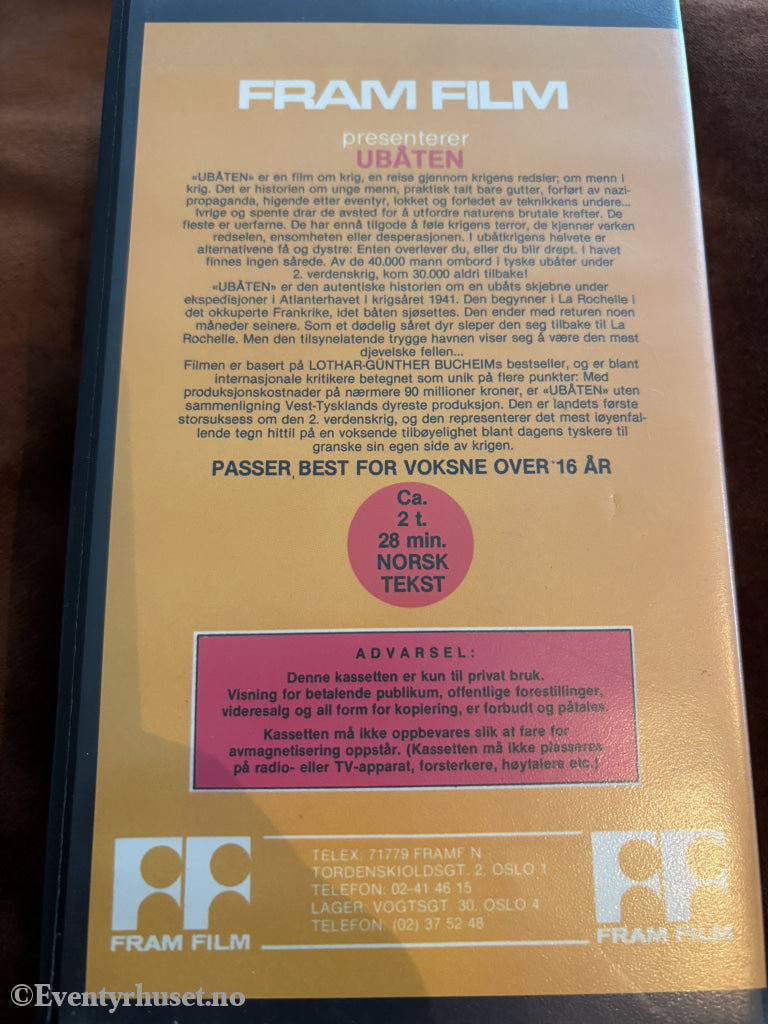 FRAM FILM
presenterer
UBÅTEN
«UBÅTEN» er en film om krig, en reise gjennom krigens redsler; om menn i
krig. Det er historien om unge menn, praktisk talt bare gutter, forført av nazi-
propaganda, higende etter eventyr, lokket og forledet av teknikkens undere...
Ivrige og spente drar de avsted for å utfordre naturens brutale krefter. De
fleste er uerfarne. De har ennå tilgode å føle krigens terror, de kjenner verken
redselen, ensomheten eller desperasjonen. I ubåtkrigens helvete er
alternativene få og dystre: Enten overlever du, eller du blir drept. I havet
finnes ingen sårede. Av de 40.000 mann ombord i tyske ubåter under
2. verdenskrig, kom 30.000 aldri tilbake!
«UBÅTEN» er den autentiske historien om en ubåts skjebne under
ekspedisjoner i Atlanterhavet i krigsåret 1941. Den begynner i La Rochelle i
det okkuperte Frankrike, idet båten sjøsettes. Den ender med returen noen
måneder seinere. Som et dødelig såret dyr sleper den seg tilbake til La
Rochelle. Men den tilsynelatende trygge havnen viser seg å være den mest
djevelske fellen...
Filmen er basert på LOTHAR-GÜNTHER BUCHEIMs bestseller, og er blant
internasjonale kritikere betegnet som unik på flere punkter: Med
produksjonskostnader på nærmere 90 millioner kroner, er «UBÅTEN» uten
sammenligning Vest-Tysklands dyreste produksjon. Den er landets første
storsuksess om den 2. verdenskrig, og den representerer det mest iøyenfal-
lende tegn hittil på en voksende tilbøyelighet blant dagens tyskere til
granske sin egen side av krigen.
PASSER BEST FOR VOKSNE OVER 16 ÅR
Ca.
2 t.
28 min.
NORSK
TEKST
ADVARSEL:
Denne kassetten er kun til privat bruk.
Visning for betalende publikum, offentlige forestillinger,
videresalg og all form for kopiering, er forbudt og påtales.
Kassetten må ikke oppbevares slik at fare for
avmagnetisering oppstår. (Kassetten må ikke plasseres
på radio- eller TV-apparat, forsterkere, høytalere etc.)
TELEX: 71779 FRAMF N
TORDENSKIOLDSGT. 2, OSLO 1
TELEFON: 02-41 46 15
LAGER: VOGTSGT. 30, OSLO 4
TELEFON: (02) 37 52 48
FRAM FILM
FRAM FILM
©Eventyrhuset.no